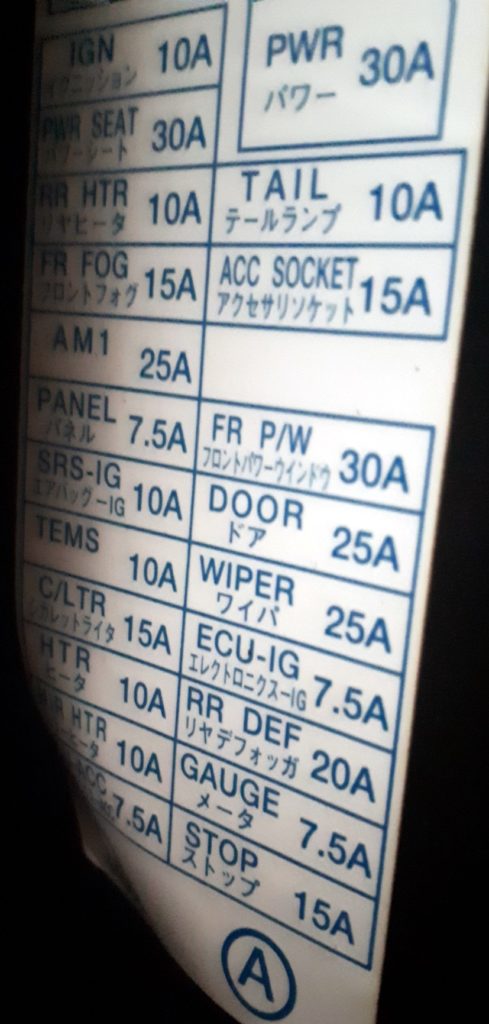 IGN 10A
イグニッション
PWR 30A
パワー
PWR SEAT 30A
パワーシート
RR HTR 10A
リヤヒータ
TAIL 10A
テールランプ
FR FOG 15A
フロントフォグ
ACC SOCKET 15A
アクセサリソケット
AM1
25A
PANEL 7.5A
パネル
FR P/W 30A
フロントパワーウインドウ
SRS-IG 10A
エアバッグ-IG
DOOR 25A
ドア
TEMS
10A
WIPER 25A
ワイパ
C/LTR 15A
シガレットライタ
ECU-IG 7.5A
エレクトロニクス-IG
HTR 10A
ヒータ
RR DEF 20A
リヤデフォッガ
HTR 10A
ヒータ
GAUGE 7.5A
メータ
ACC 7.5A
STOP 15A
ストップ
A